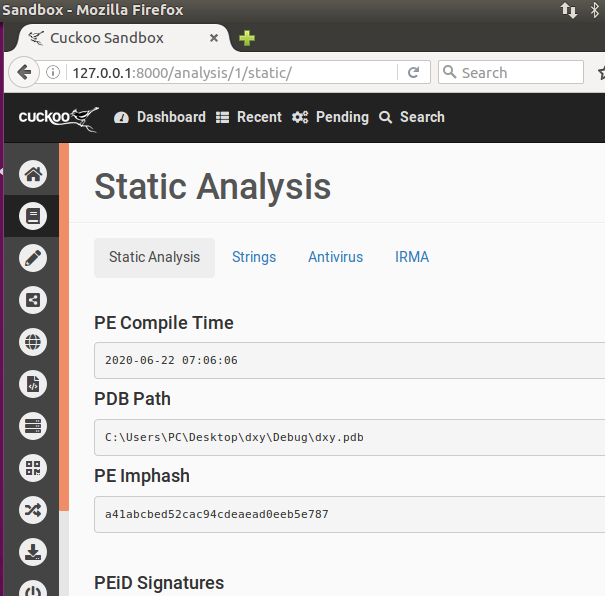 Sandbox - Mozilla Firefox
Cuckoo Sandbox
127.0.0.1:8000/analysis/1/static/
Search
cuckoo
Dashboard Recent Pending Search
Static Analysis
Static Analysis Strings Antivirus IRMA
PE Compile Time
2020-06-22 07:06:06
PDB Path
C:\Users\PC\Desktop\dxy\Debug\dxy.pdb
PE Imphash
a41abcbed52cac94cdeaead0eeb5e787
PEiD Signatures